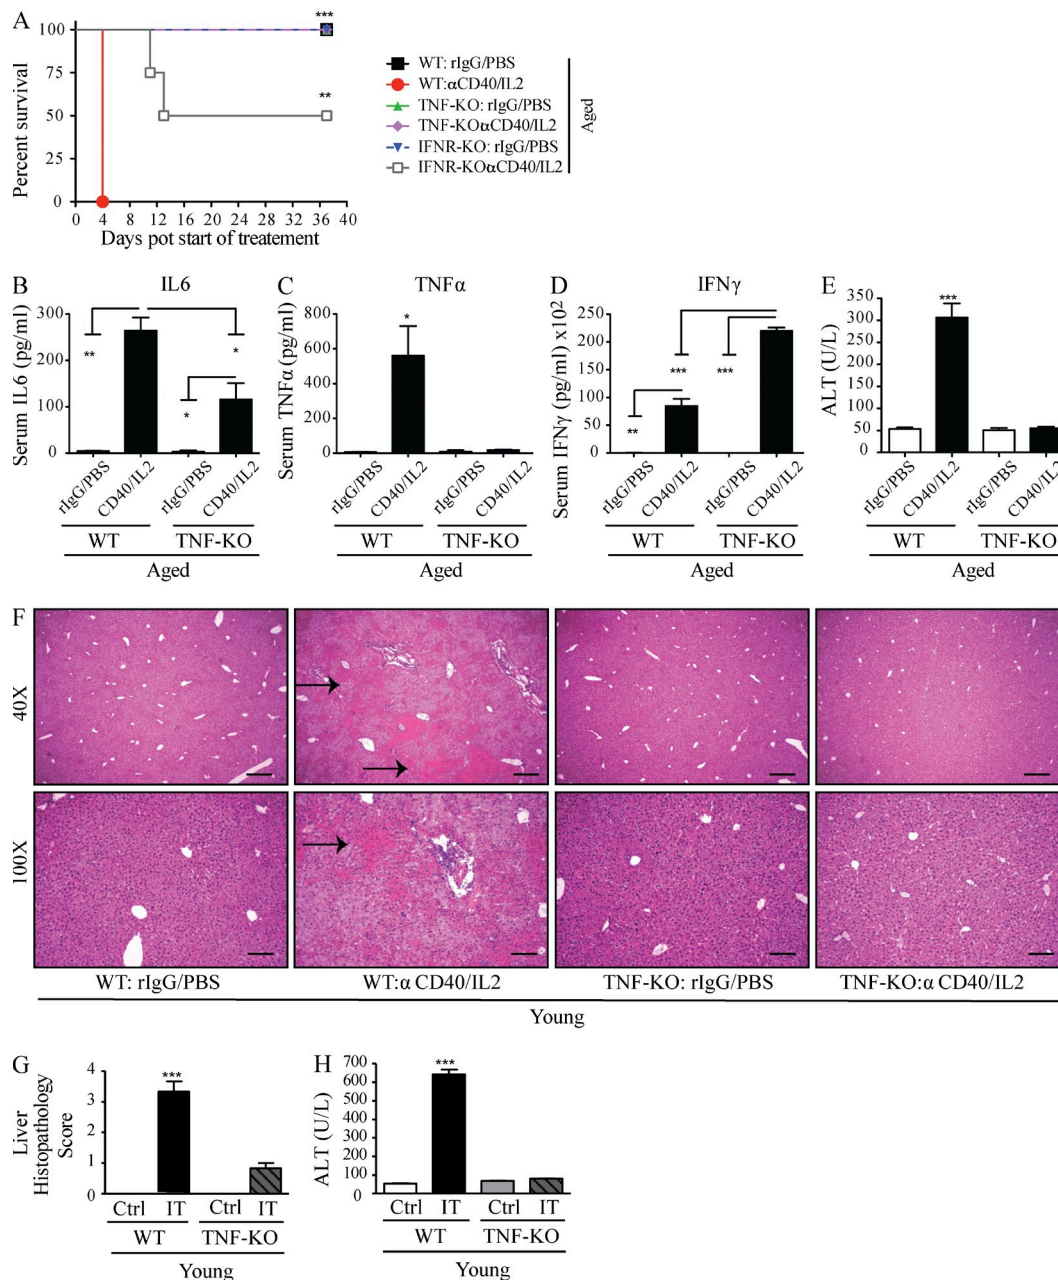 A
***
100
75
50
25
0
**
Percent survival
0 4 8 12 16 20 24 28 32 36 40
Days pot start of treatement
WT: rIgG/PBS
WT:αCD40/IL2
TNF-KO: rIgG/PBS
TNF-KOαCD40/IL2
IFNR-KO: rIgG/PBS
IFNR-KOαCD40/IL2
Aged
B
IL6
Serum IL6 (pg/ml)
300
200
100
0
**
*
*
rIgG/PBS
CD40/IL2
rIgG/PBS
CD40/IL2
WT
TNF-KO
Aged
C
TNFα
Serum TNFα (pg/ml)
800
600
400
200
0
*
rIgG/PBS
CD40/IL2
rIgG/PBS
CD40/IL2
WT
TNF-KO
Aged
D
IFNγ
Serum IFNγ (pg/ml) x10²
250
200
150
100
50
0
**
***
***
rIgG/PBS
CD40/IL2
rIgG/PBS
CD40/IL2
WT
TNF-KO
Aged
E
ALT (U/L)
350
300
250
200
150
100
50
0
***
rIgG/PBS
CD40/IL2
rIgG/PBS
CD40/IL2
WT
TNF-KO
Aged
F
40X
100X
WT: rIgG/PBS
WT:α CD40/IL2
TNF-KO: rIgG/PBS
TNF-KO:α CD40/IL2
Young
G
Liver
Histopathology
Score
4
3
2
1
0
***
Ctrl IT Ctrl IT
WT TNF-KO
Young
H
ALT (U/L)
700
600
500
400
300
200
100
0
***
Ctrl IT Ctrl IT
WT TNF-KO
Young